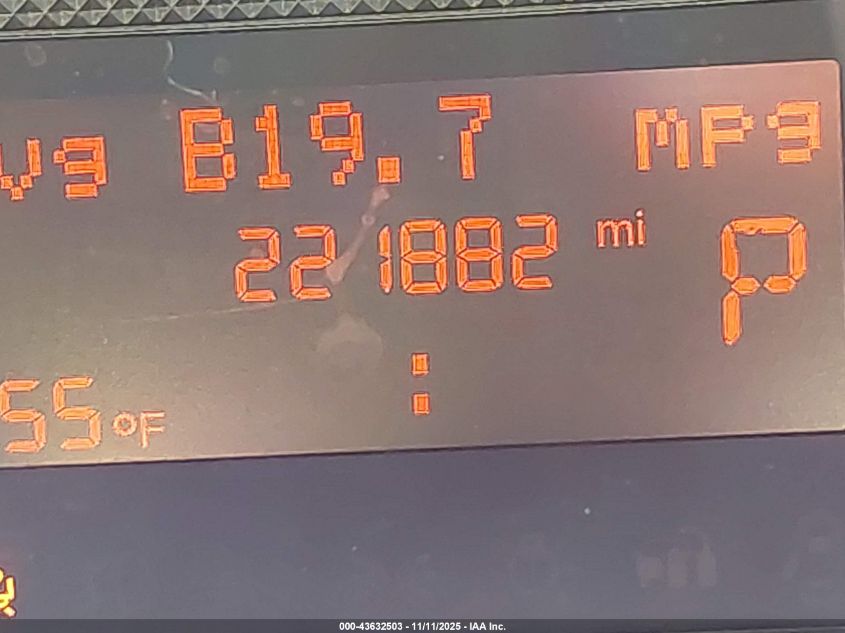 vg B19.7 MPg
221882 mi P
55 °F :
000-43632503 - 11/11/2025 - IAA Inc.